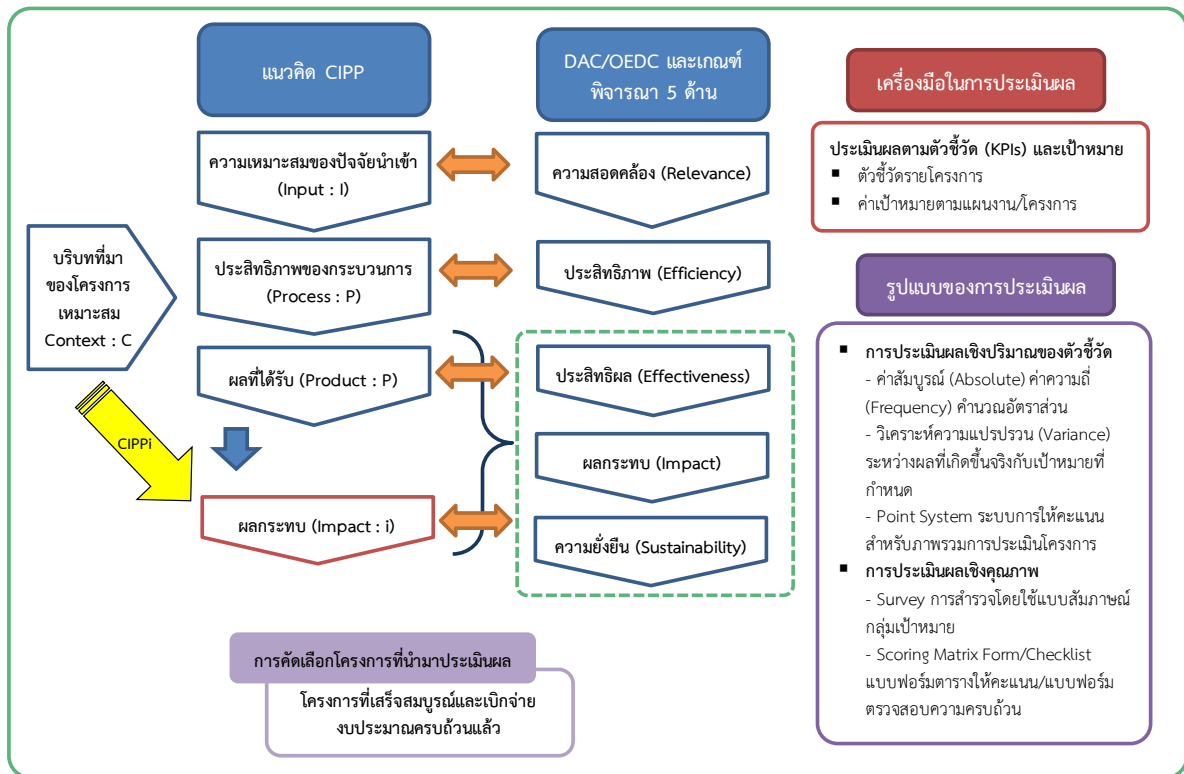 แนวคิด CIPP
DAC/OEDC และเกณฑ์
พิจารณา 5 ด้าน
เครื่องมือในการประเมินผล
ความเหมาะสมของปัจจัยนำเข้า
(Input : I)
ความสอดคล้อง (Relevance)
ประเมินผลตามตัวชี้วัด (KPIs) และเป้าหมาย
▪ ตัวชี้วัดรายโครงการ
▪ ค่าเป้าหมายตามแผนงาน/โครงการ
บริบทที่มา
ของโครงการ
เหมาะสม
Context : C
ประสิทธิภาพของกระบวนการ
(Process : P)
ประสิทธิภาพ (Efficiency)
รูปแบบของการประเมินผล
ผลที่ได้รับ (Product : P)
ประสิทธิผล (Effectiveness)
CIPPi
ผลกระทบ (Impact)
ผลกระทบ (Impact : i)
ความยั่งยืน (Sustainability)
▪ การประเมินผลเชิงปริมาณของตัวชี้วัด
- ค่าสัมบูรณ์ (Absolute) ค่าความถี่
(Frequency) คำนวณอัตราส่วน
- วิเคราะห์ความแปรปรวน (Variance)
ระหว่างผลที่เกิดขึ้นจริงกับเป้าหมายที่
กำหนด
- Point System ระบบการให้คะแนน
สำหรับภาพรวมการประเมินโครงการ
▪ การประเมินผลเชิงคุณภาพ
- Survey การสำรวจโดยใช้แบบสัมภาษณ์
กลุ่มเป้าหมาย
- Scoring Matrix Form/Checklist
แบบฟอร์มตารางให้คะแนน/แบบฟอร์ม
ตรวจสอบความครบถ้วน
การคัดเลือกโครงการที่นำมาประเมินผล
โครงการที่เสร็จสมบูรณ์และเบิกจ่าย
งบประมาณครบถ้วนแล้ว